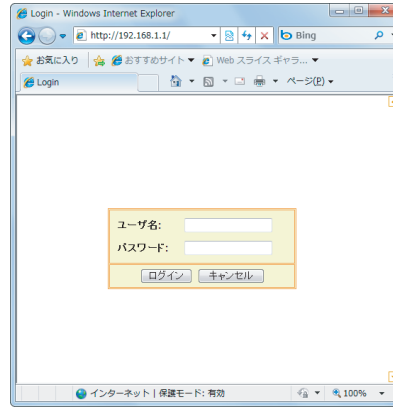 Login - Windows Internet Explorer
http://192.168.1.1/ Bing
お気に入り おすすめサイト Web スライス ギャラ...
Login ページ(P)
ユーザ名:
パスワード:
ログイン キャンセル
インターネット | 保護モード: 有効 100%